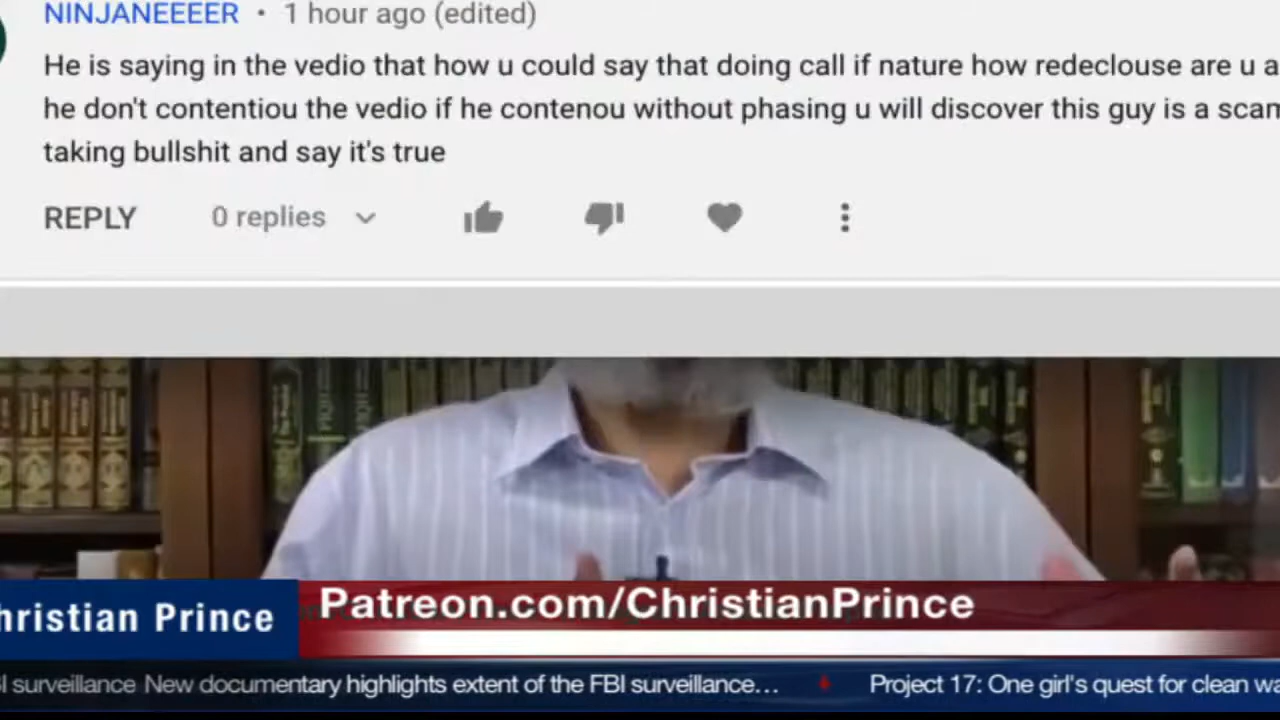 NINJANEEEER • 1 hour ago (edited)
He is saying in the vedio that how u could say that doing call if nature how redeclouse are u a
he don't contentiou the vedio if he contenou without phasing u will discover this guy is a scan
taking bullshit and say it's true
REPLY 0 replies
hristian Prince
Patreon.com/ChristianPrince
I surveillance New documentary highlights extent of the FBI surveillance... Project 17: One girl's quest for clean wa